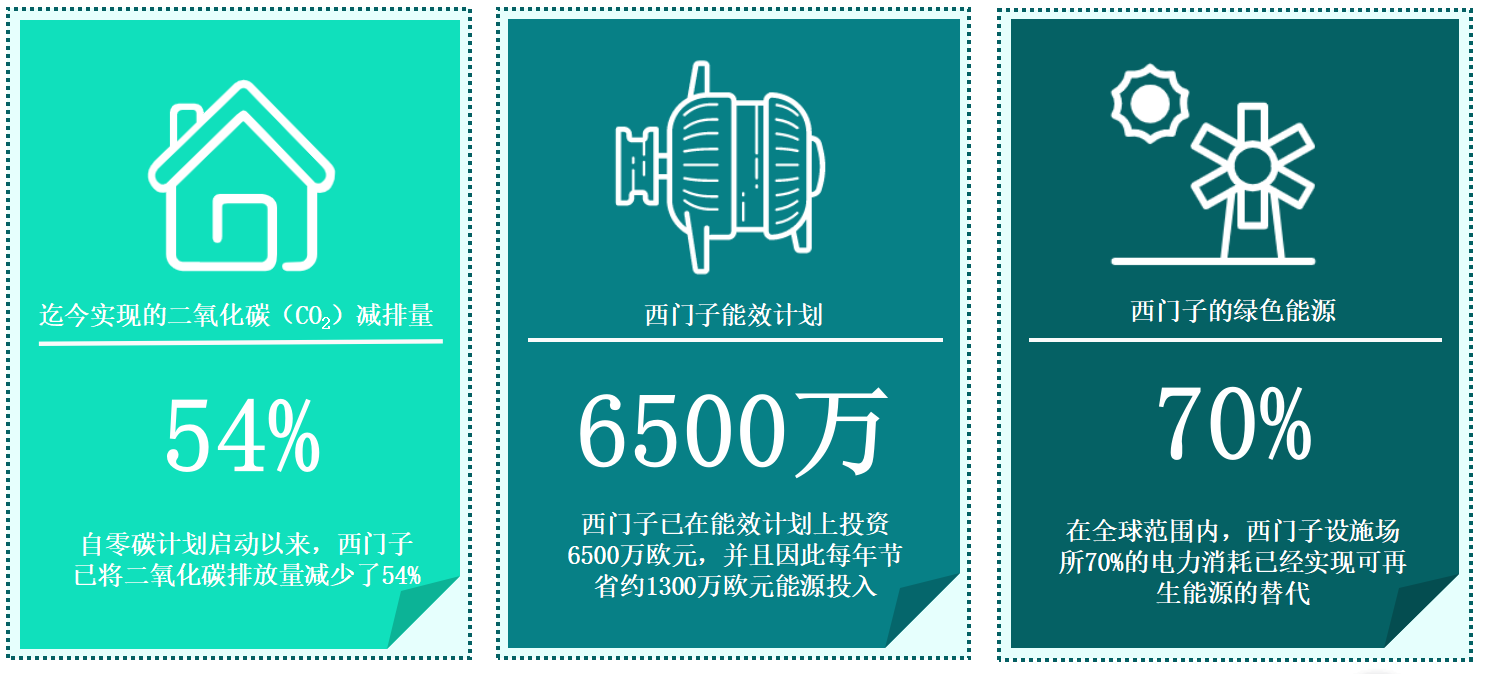 迄今实现的二氧化碳（CO₂）减排量
54%
自零碳计划启动以来，西门子
已将二氧化碳排放量减少了54%
西门子能效计划
6500万
西门子已在能效计划上投资
6500万欧元，并且因此每年节
省约1300万欧元能源投入
西门子的绿色能源
70%
在全球范围内，西门子设施场
所70%的电力消耗已经实现可再
生能源的替代